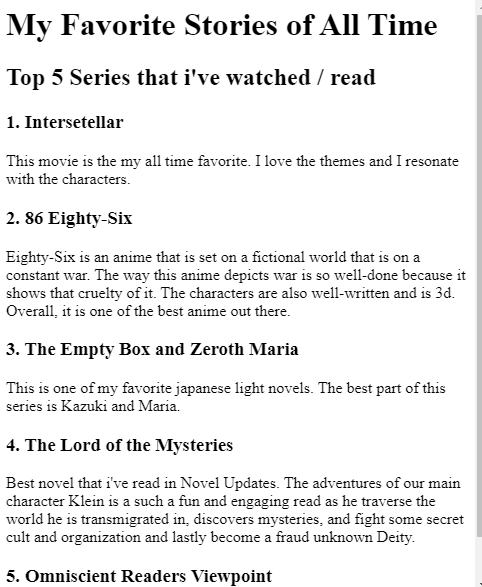 My Favorite Stories of All Time
Top 5 Series that i've watched / read
1. Intersetellar
This movie is the my all time favorite. I love the themes and I resonate
with the characters.
2. 86 Eighty-Six
Eighty-Six is an anime that is set on a fictional world that is on a
constant war. The way this anime depicts war is so well-done because it
shows that cruelty of it. The characters are also well-written and is 3d.
Overall, it is one of the best anime out there.
3. The Empty Box and Zeroth Maria
This is one of my favorite japanese light novels. The best part of this
series is Kazuki and Maria.
4. The Lord of the Mysteries
Best novel that i've read in Novel Updates. The adventures of our main
character Klein is a such a fun and engaging read as he traverse the
world he is transmigrated in, discovers mysteries, and fight some secret
cult and organization and lastly become a fraud unknown Deity.
5. Omniscient Readers Viewpoint